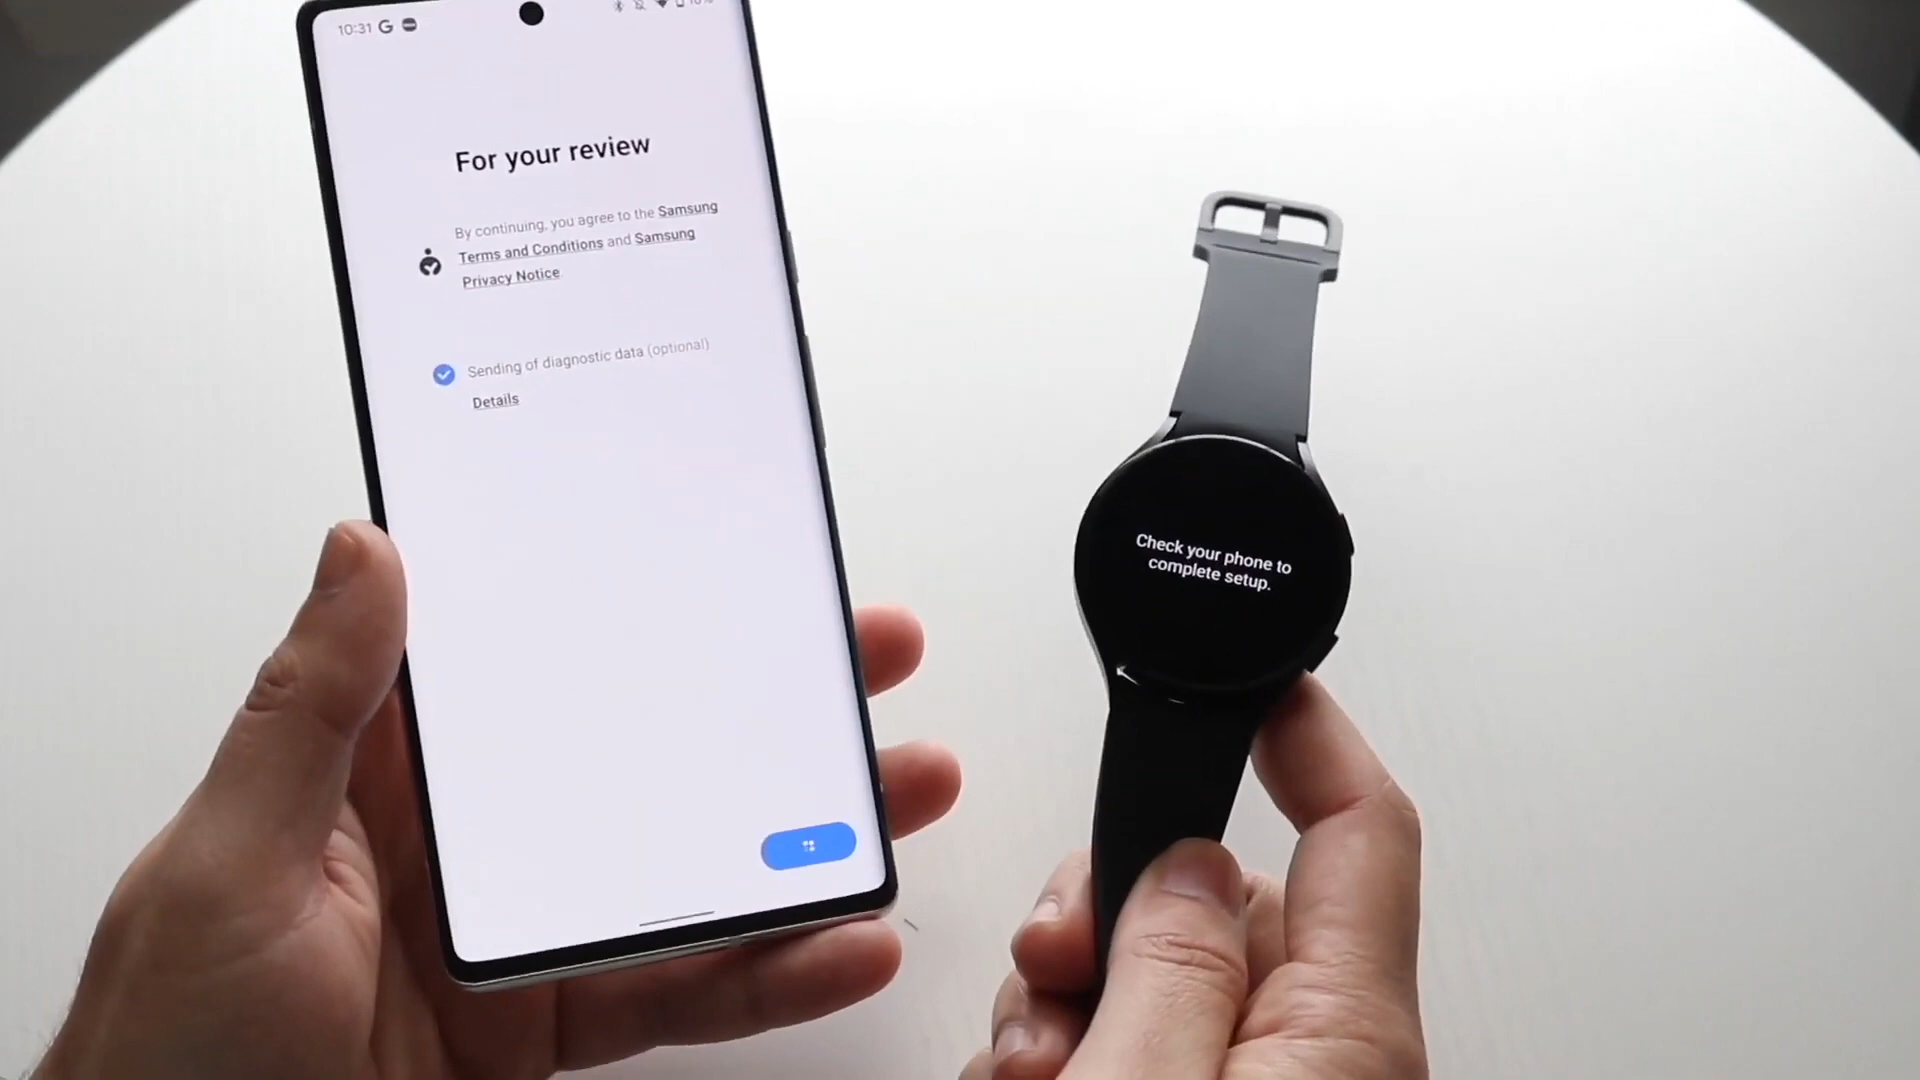 10:31
For your review
By continuing, you agree to the Samsung
Terms and Conditions and Samsung
Privacy Notice.
Sending of diagnostic data (optional)
Details
Check your phone to
complete setup.